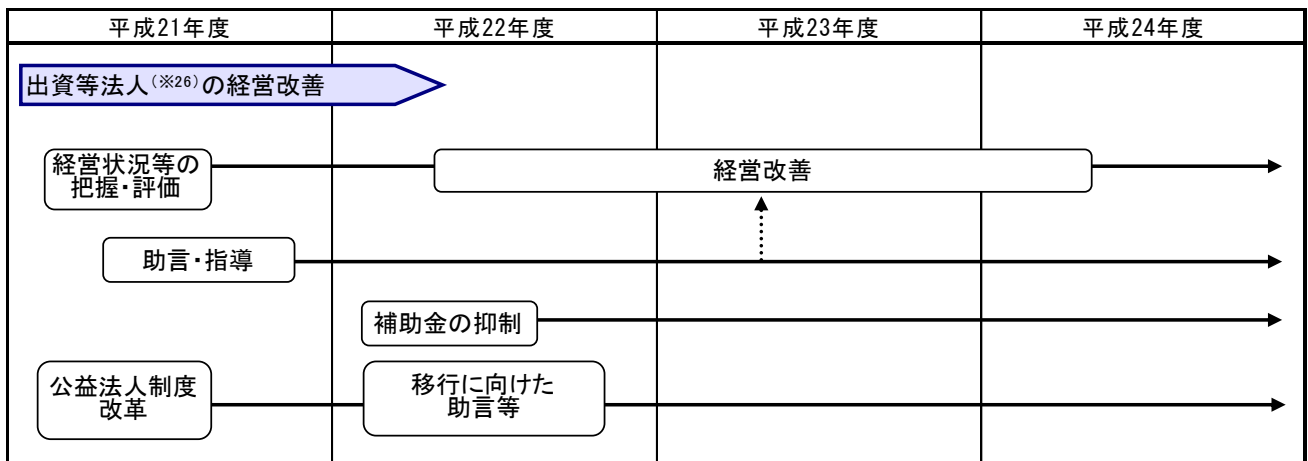 平成21年度 平成22年度 平成23年度 平成24年度
出資等法人(※26)の経営改善
経営状況等の
把握・評価
経営改善
助言・指導
補助金の抑制
公益法人制度
改革
移行に向けた
助言等